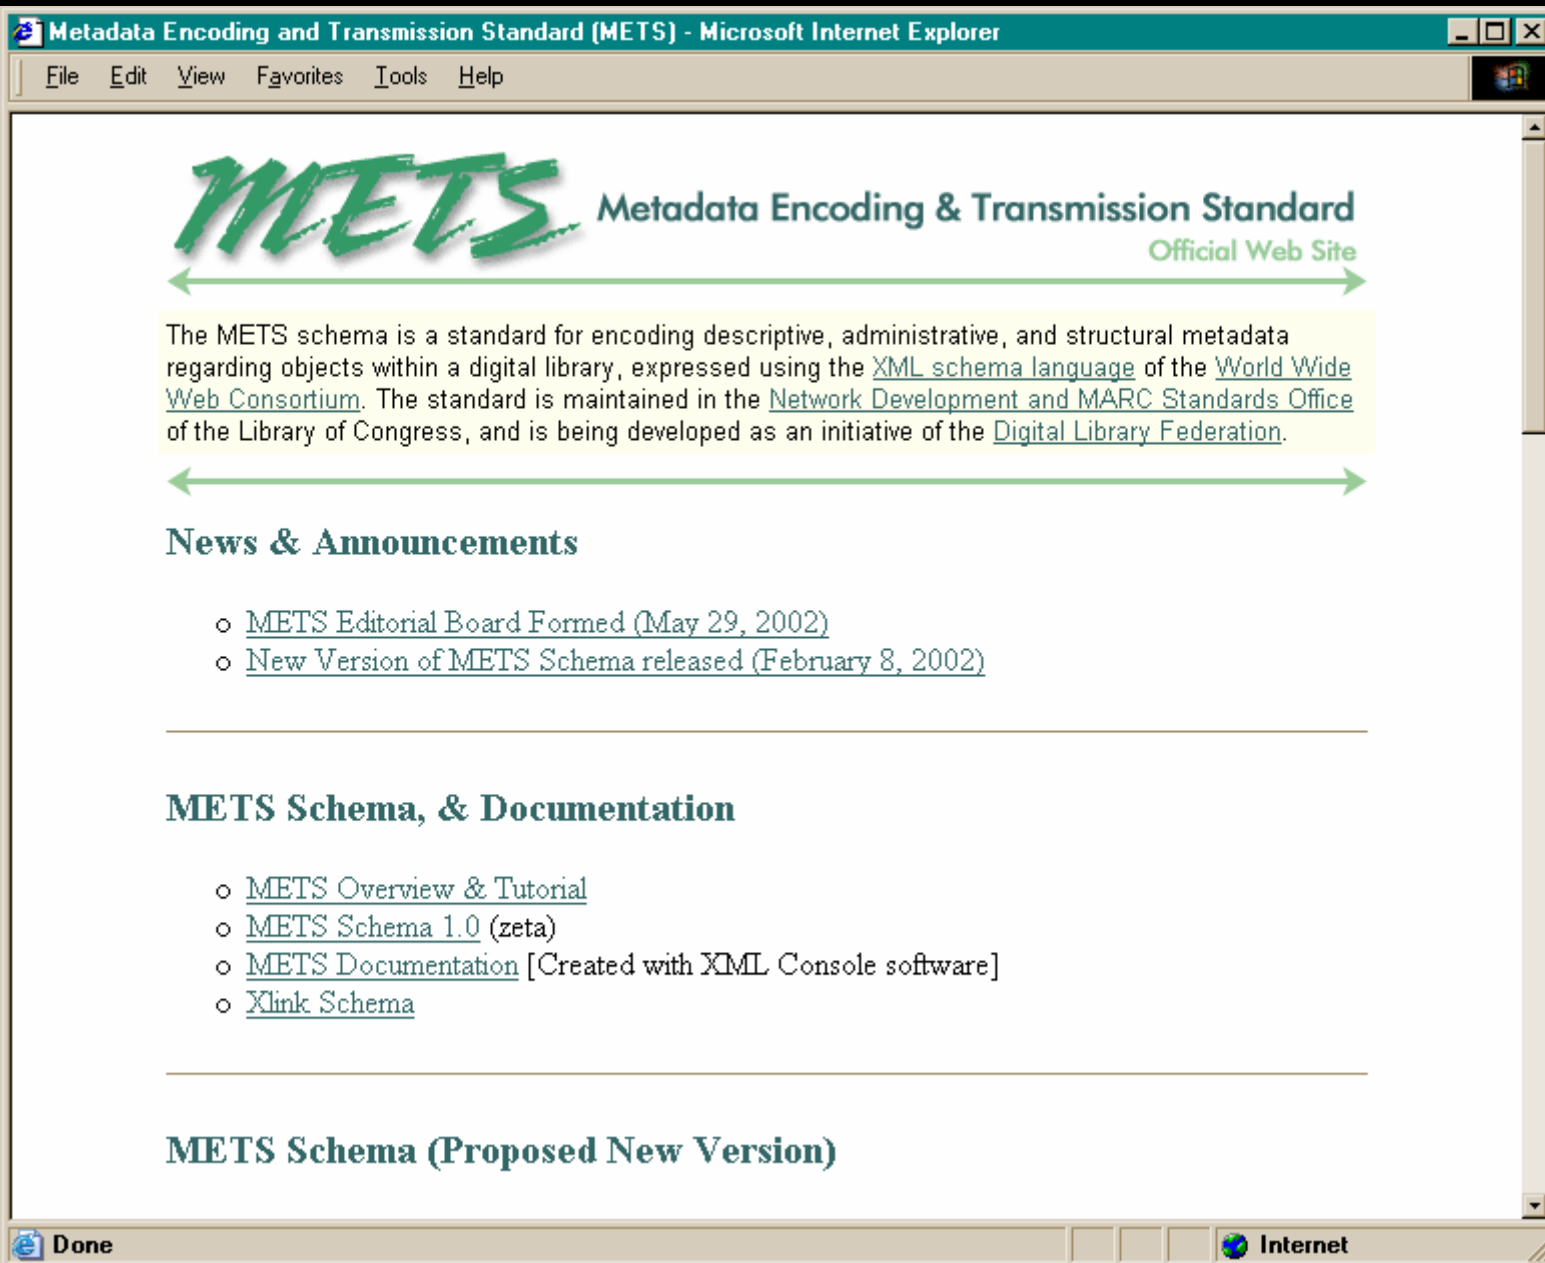 Metadata Encoding and Transmission Standard (METS) - Microsoft Internet Explorer
File Edit View Favorites Tools Help
METS Metadata Encoding & Transmission Standard
Official Web Site
The METS schema is a standard for encoding descriptive, administrative, and structural metadata
regarding objects within a digital library, expressed using the XML schema language of the World Wide
Web Consortium. The standard is maintained in the Network Development and MARC Standards Office
of the Library of Congress, and is being developed as an initiative of the Digital Library Federation.
News & Announcements
METS Editorial Board Formed (May 29, 2002)
New Version of METS Schema released (February 8, 2002)
METS Schema, & Documentation
METS Overview & Tutorial
METS Schema 1.0 (zeta)
METS Documentation [Created with XML Console software]
Xlink Schema
METS Schema (Proposed New Version)
Done Internet